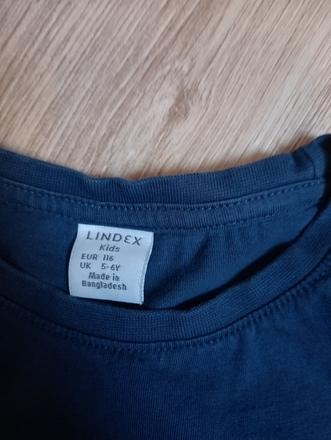 LINDEX
Kids
EUR 116
UK 5-6Y
Made in
Bangladesh